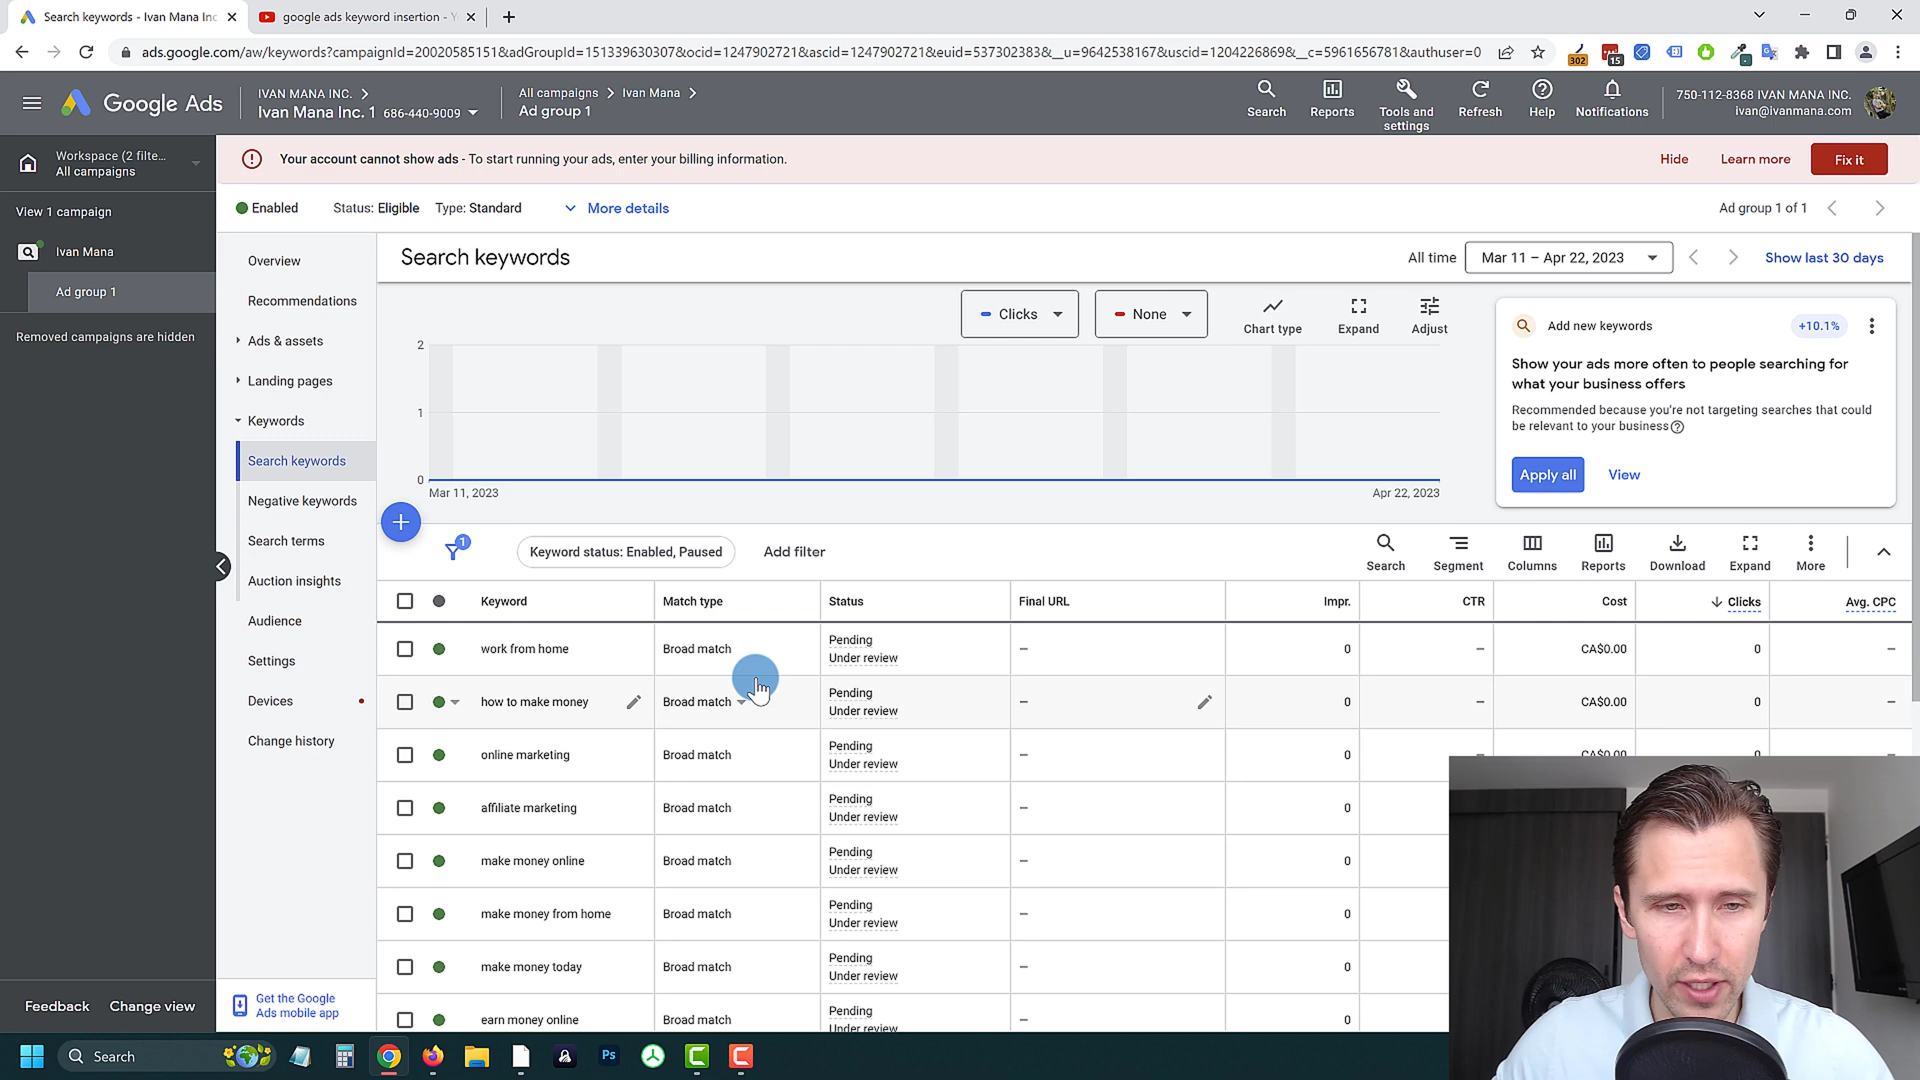 Search keywords - Ivan Mana Inc
google ads keyword insertion - Y
ads.google.com/aw/keywords?campaignId=20020585151&adGroupId=151339630307&ocid=1247902721&ascid=1247902721&euid=537302383&__u=9642538167&uscid=1204226869&__c=5961656781&authuser=0
302
15
Google Ads
IVAN MANA INC.
Ivan Mana Inc. 1 686-440-9009
All campaigns
Ivan Mana
Ad group 1
Search
Reports
Tools and settings
Refresh
Help
Notifications
750-112-8368 IVAN MANA INC.
ivan@ivanmana.com
Workspace (2 filte...
All campaigns
View 1 campaign
Ivan Mana
Ad group 1
Removed campaigns are hidden
Your account cannot show ads - To start running your ads, enter your billing information.
Hide
Learn more
Fix it
Enabled
Status: Eligible
Type: Standard
More details
Ad group 1 of 1
Overview
Recommendations
Ads & assets
Landing pages
Keywords
Search keywords
Negative keywords
Search terms
Auction insights
Audience
Settings
Devices
Change history
Search keywords
All time
Mar 11 – Apr 22, 2023
Show last 30 days
Clicks
None
Chart type
Expand
Adjust
2
1
0
Mar 11, 2023
Apr 22, 2023
Add new keywords
+10.1%
Show your ads more often to people searching for
what your business offers
Recommended because you're not targeting searches that could
be relevant to your business
Apply all
View
1
Keyword status: Enabled, Paused
Add filter
Search
Segment
Columns
Reports
Download
Expand
More
Keyword Match type Status Final URL Impr. CTR Cost Clicks Avg. CPC
work from home Broad match Pending Under review – 0 – CA$0.00 0 –
how to make money Broad match Pending Under review – 0 – CA$0.00 0 –
online marketing Broad match Pending Under review – 0 – CA$0.00 0 –
affiliate marketing Broad match Pending Under review – 0
make money online Broad match Pending Under review – 0
make money from home Broad match Pending Under review – 0
make money today Broad match Pending Under review – 0
earn money online Broad match Pending Under review – 0
Feedback
Change view
Get the Google
Ads mobile app
Search
Ps